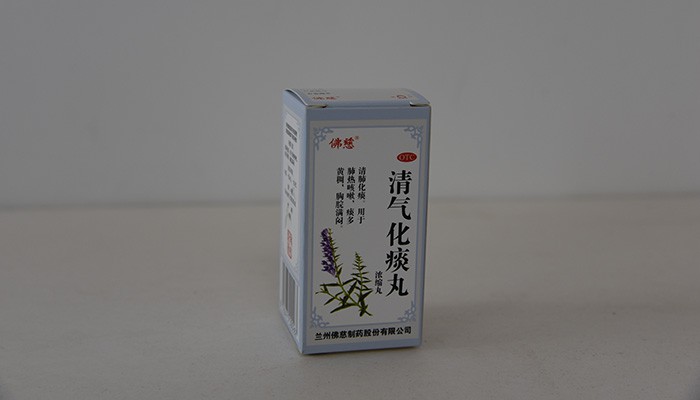 佛慈®
OTC
清气化痰丸
浓缩丸
清肺化痰。用于
肺热咳嗽，痰多
黄稠，胸脘满闷。
兰州佛慈制药股份有限公司